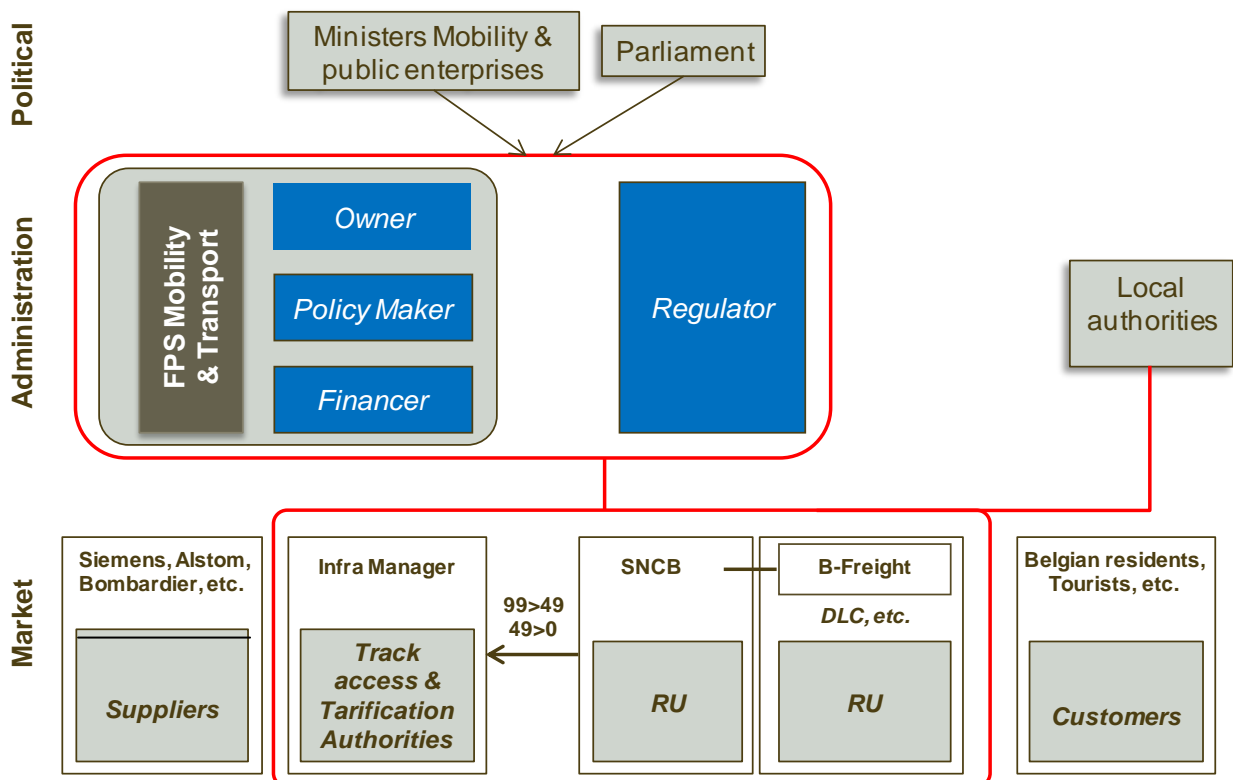 Political
Ministers Mobility &
public enterprises
Parliament
Administration
FPS Mobility
& Transport
Owner
Policy Maker
Financer
Regulator
Local
authorities
Market
Siemens, Alstom,
Bombardier, etc.
Suppliers
Infra Manager
Track
access &
Tarification
Authorities
99>49
49>0
SNCB
RU
B-Freight
DLC, etc.
RU
Belgian residents,
Tourists, etc.
Customers